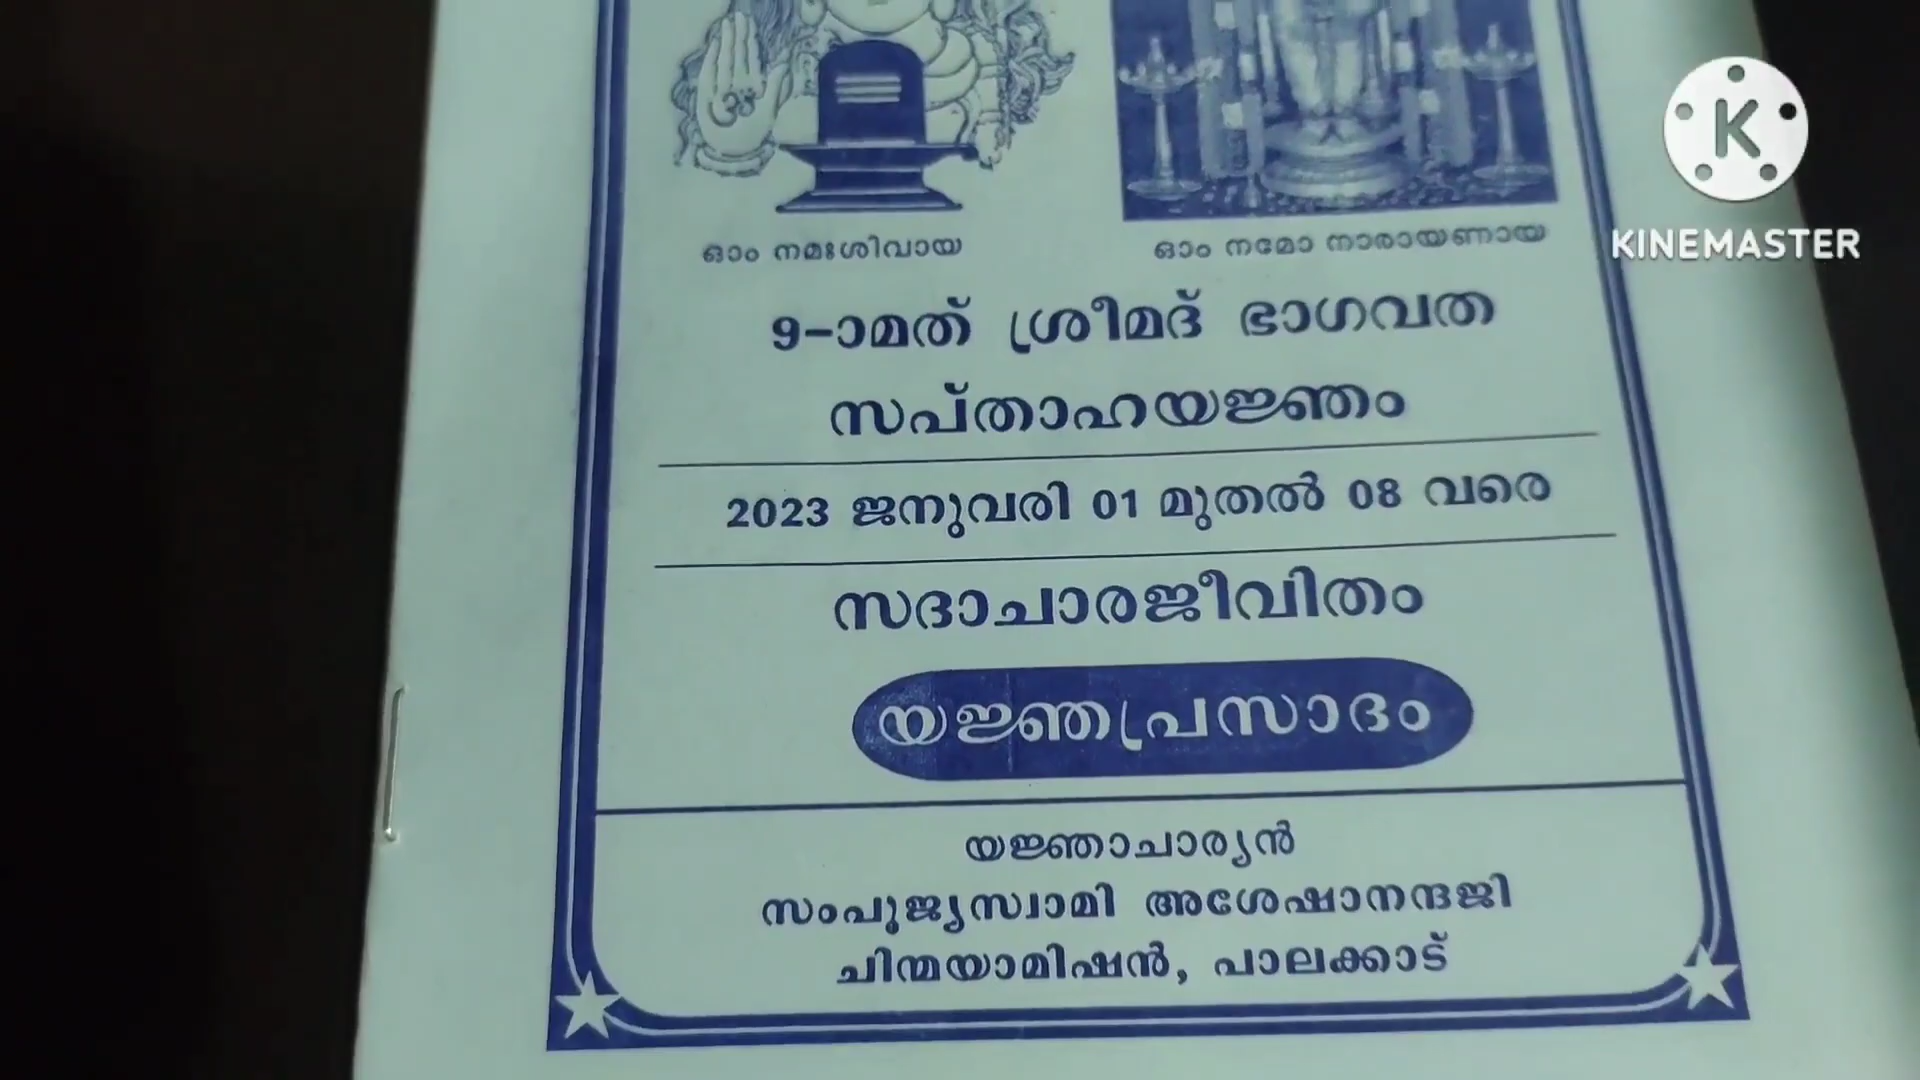 ഓം നമഃശിവായ
ഓം നമോ നാരായണായ
K
KINEMASTER
9-ാമത് ശ്രീമദ് ഭാഗവത
സപ്താഹയജ്ഞം
2023 ജനുവരി 01 മുതൽ 08 വരെ
സദാചാരജീവിതം
യജ്ഞപ്രസാദം
യജ്ഞാചാര്യൻ
സംപൂജ്യസ്വാമി അശേഷാനന്ദജി
ചിന്മയാമിഷൻ, പാലക്കാട്